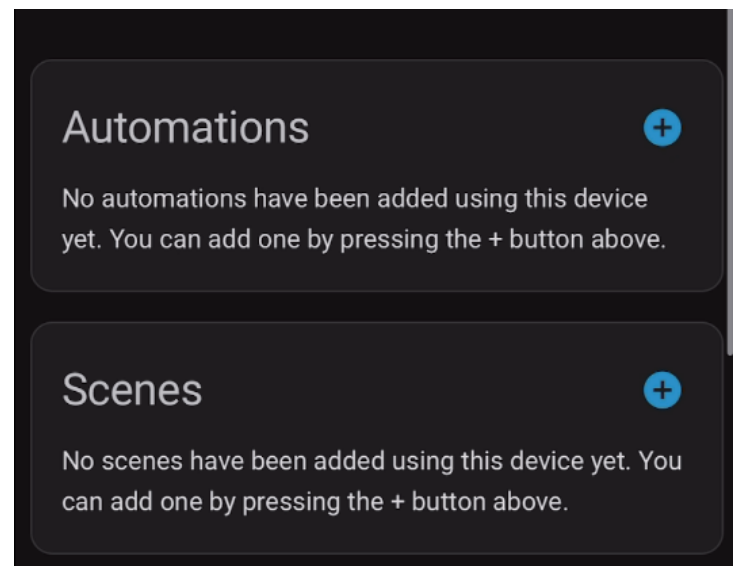 Automations
No automations have been added using this device
yet. You can add one by pressing the + button above.
Scenes
No scenes have been added using this device yet. You
can add one by pressing the + button above.